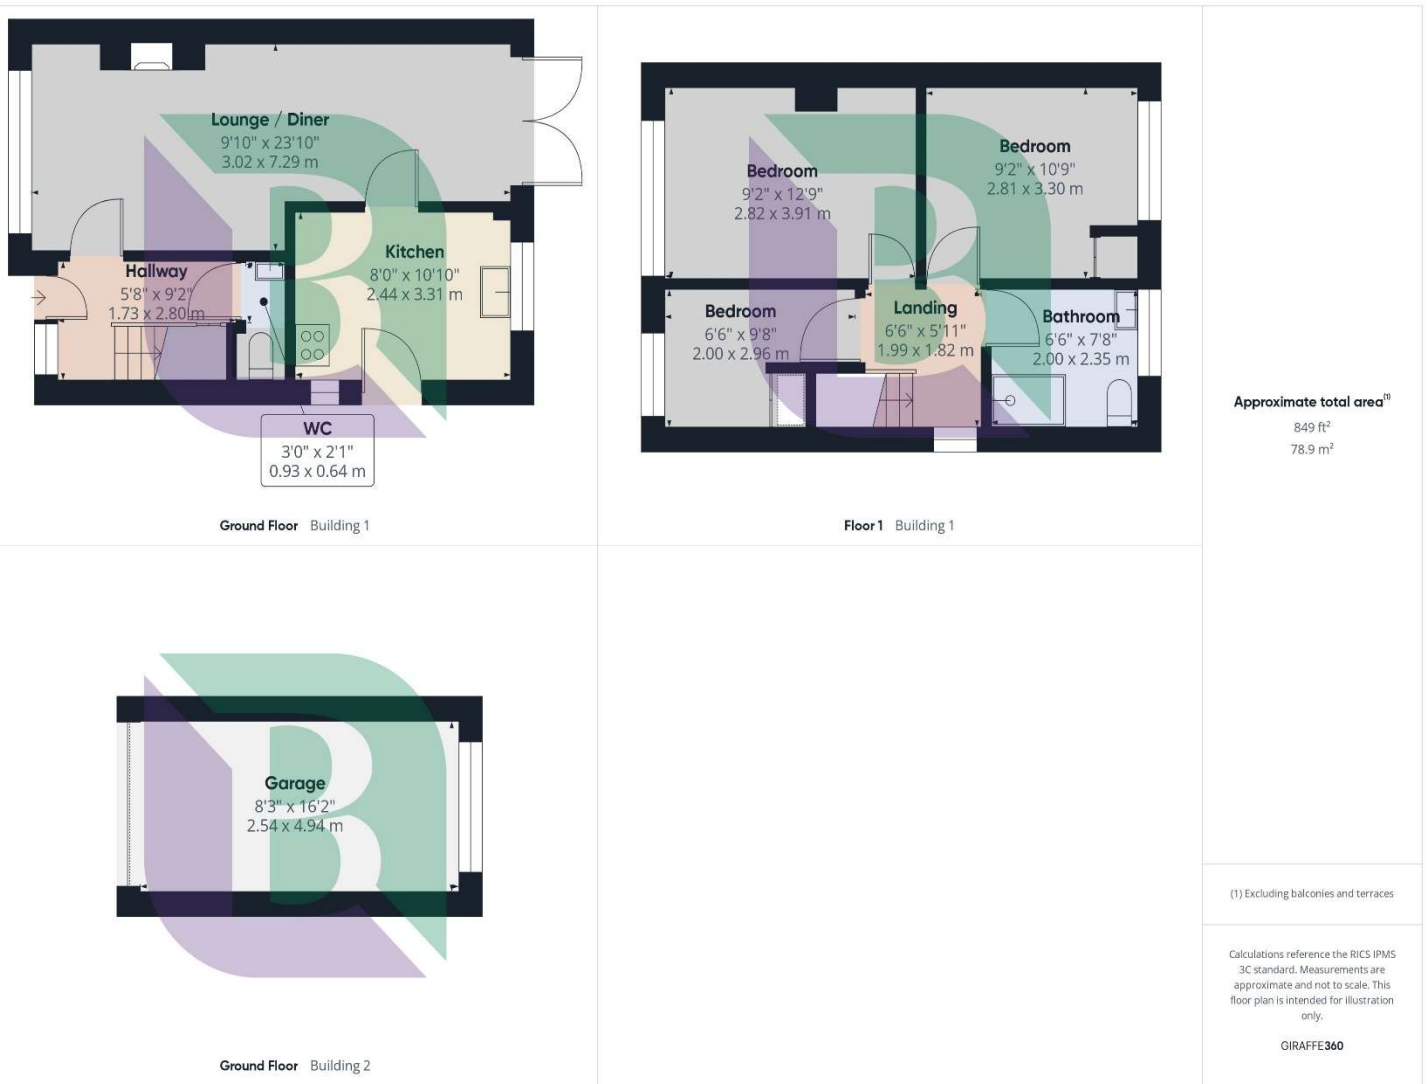 Lounge / Diner
9'10" x 23'10"
3.02 x 7.29 m
Hallway
5'8" x 9'2"
1.73 x 2.80 m
Kitchen
8'0" x 10'10"
2.44 x 3.31 m
WC
3'0" x 2'1"
0.93 x 0.64 m
Ground Floor Building 1
Bedroom
9'2" x 12'9"
2.82 x 3.91 m
Bedroom
9'2" x 10'9"
2.81 x 3.30 m
Bedroom
6'6" x 9'8"
2.00 x 2.96 m
Landing
6'6" x 5'11"
1.99 x 1.82 m
Bathroom
6'6" x 7'8"
2.00 x 2.35 m
Floor 1 Building 1
Garage
8'3" x 16'2"
2.54 x 4.94 m
Ground Floor Building 2
B
B
B
Approximate total area(1)
849 ft²
78.9 m²
(1) Excluding balconies and terraces
Calculations reference the RICS IPMS
3C standard. Measurements are
approximate and not to scale. This
floor plan is intended for illustration
only.
GIRAFFE360